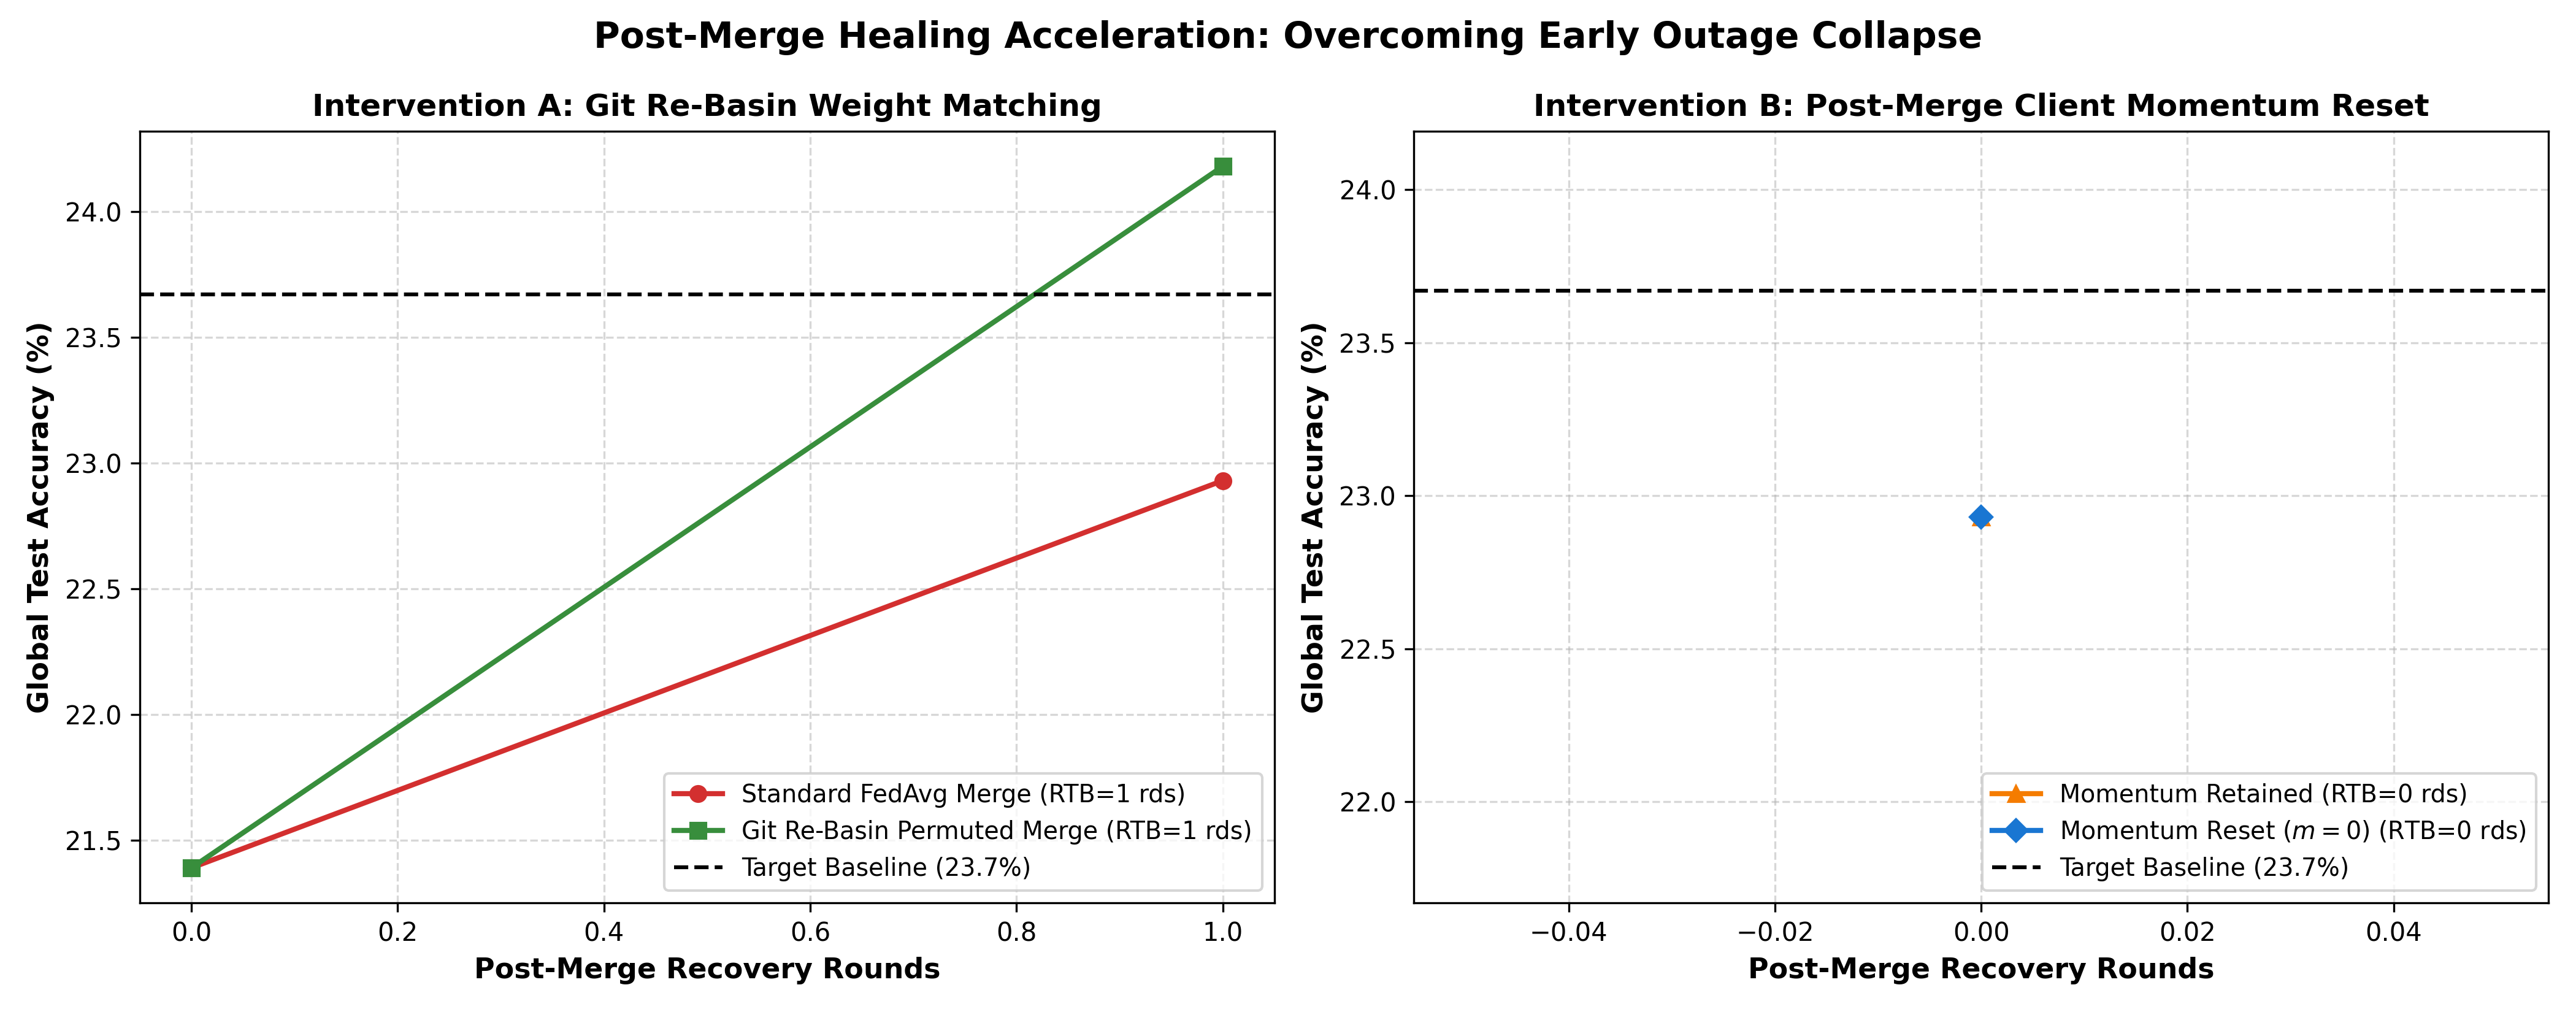 Post-Merge Healing Acceleration: Overcoming Early Outage Collapse
Intervention A: Git Re-Basin Weight Matching
Global Test Accuracy (%)
24.0
23.5
23.0
22.5
22.0
21.5
0.0
0.2
0.4
0.6
0.8
1.0
Post-Merge Recovery Rounds
Standard FedAvg Merge (RTB=1 rds)
Git Re-Basin Permuted Merge (RTB=1 rds)
Target Baseline (23.7%)
Intervention B: Post-Merge Client Momentum Reset
Global Test Accuracy (%)
24.0
23.5
23.0
22.5
22.0
−0.04
−0.02
0.00
0.02
0.04
Post-Merge Recovery Rounds
Momentum Retained (RTB=0 rds)
Momentum Reset (m = 0) (RTB=0 rds)
Target Baseline (23.7%)